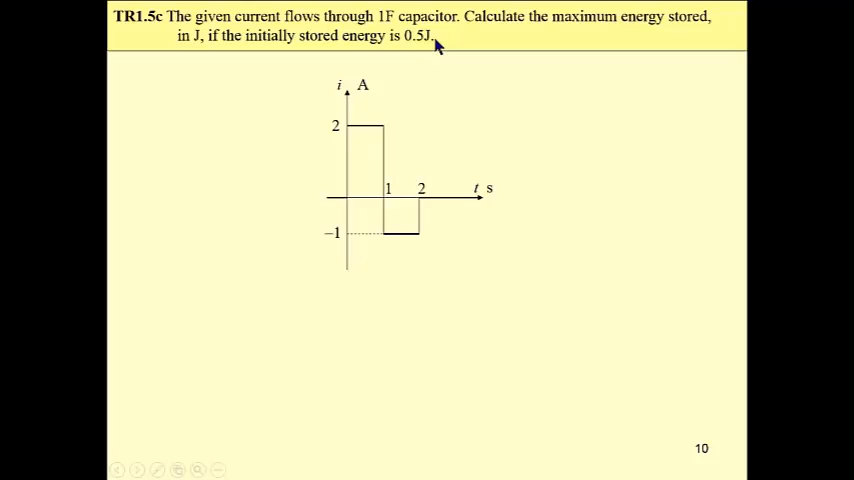 TR1.5c The given current flows through 1F capacitor. Calculate the maximum energy stored,
in J, if the initially stored energy is 0.5J.
i A
2
1 2 t s
–1
10